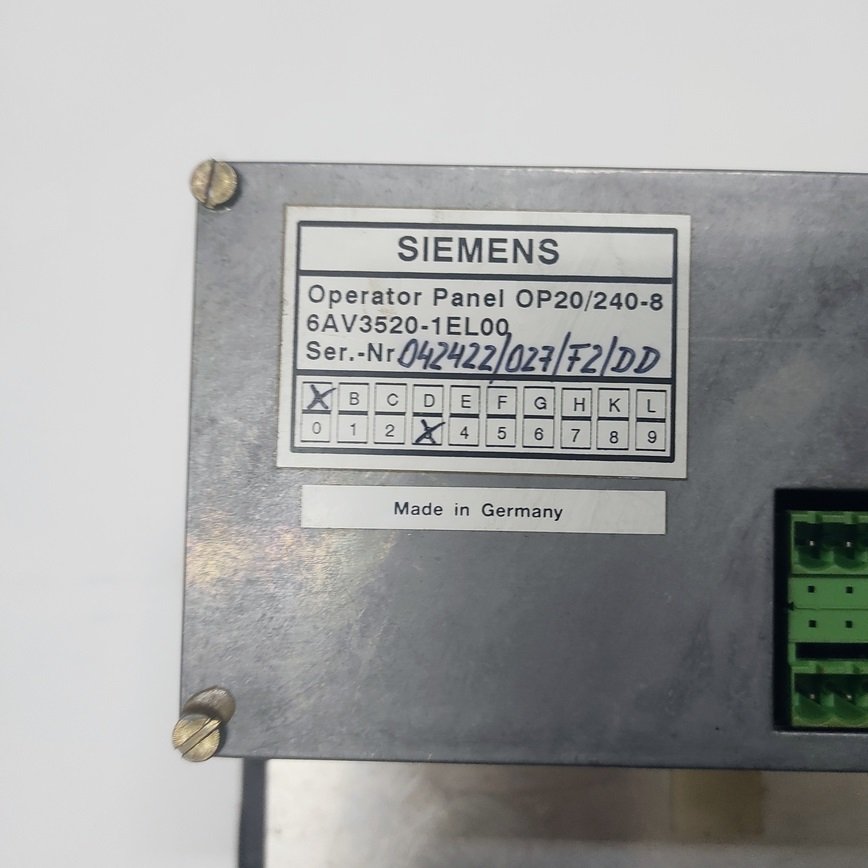 SIEMENS
Operator Panel OP20/240-8
6AV3520-1EL00
Ser.-Nr 042422/027/F2/DD
X B C D E F G H K L
0 1 2 X 4 5 6 7 8 9
Made in Germany